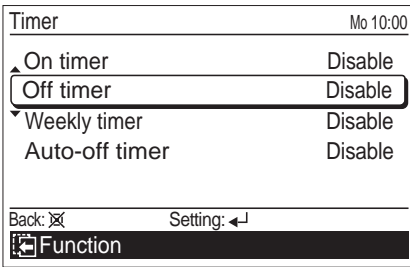 Timer Mo 10:00
On timer Disable
Off timer Disable
Weekly timer Disable
Auto-off timer Disable
Back: Setting:
Function